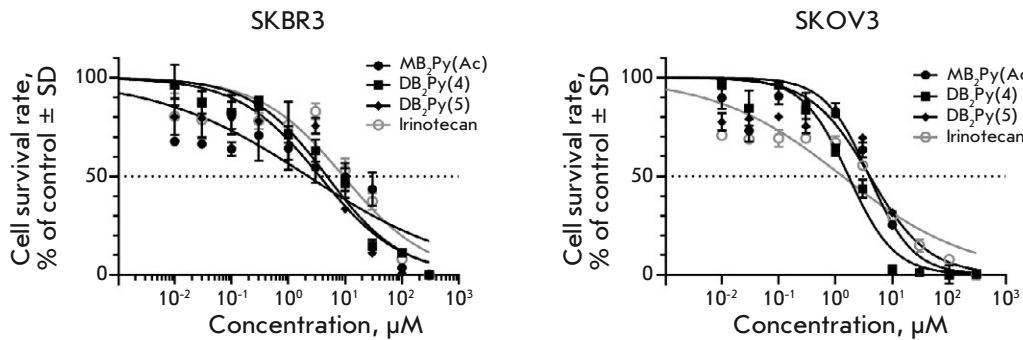 SKBR3
Cell survival rate,
% of control ± SD
100
50
0
10⁻² 10⁻¹ 10⁰ 10¹ 10² 10³
Concentration, µM
MB₂Py(Ac)
DB₂Py(4)
DB₂Py(5)
Irinotecan
SKOV3
Cell survival rate,
% of control ± SD
100
50
0
10⁻² 10⁻¹ 10⁰ 10¹ 10² 10³
Concentration, µM
MB₂Py(Ac
DB₂Py(4)
DB₂Py(5)
Irinotecan